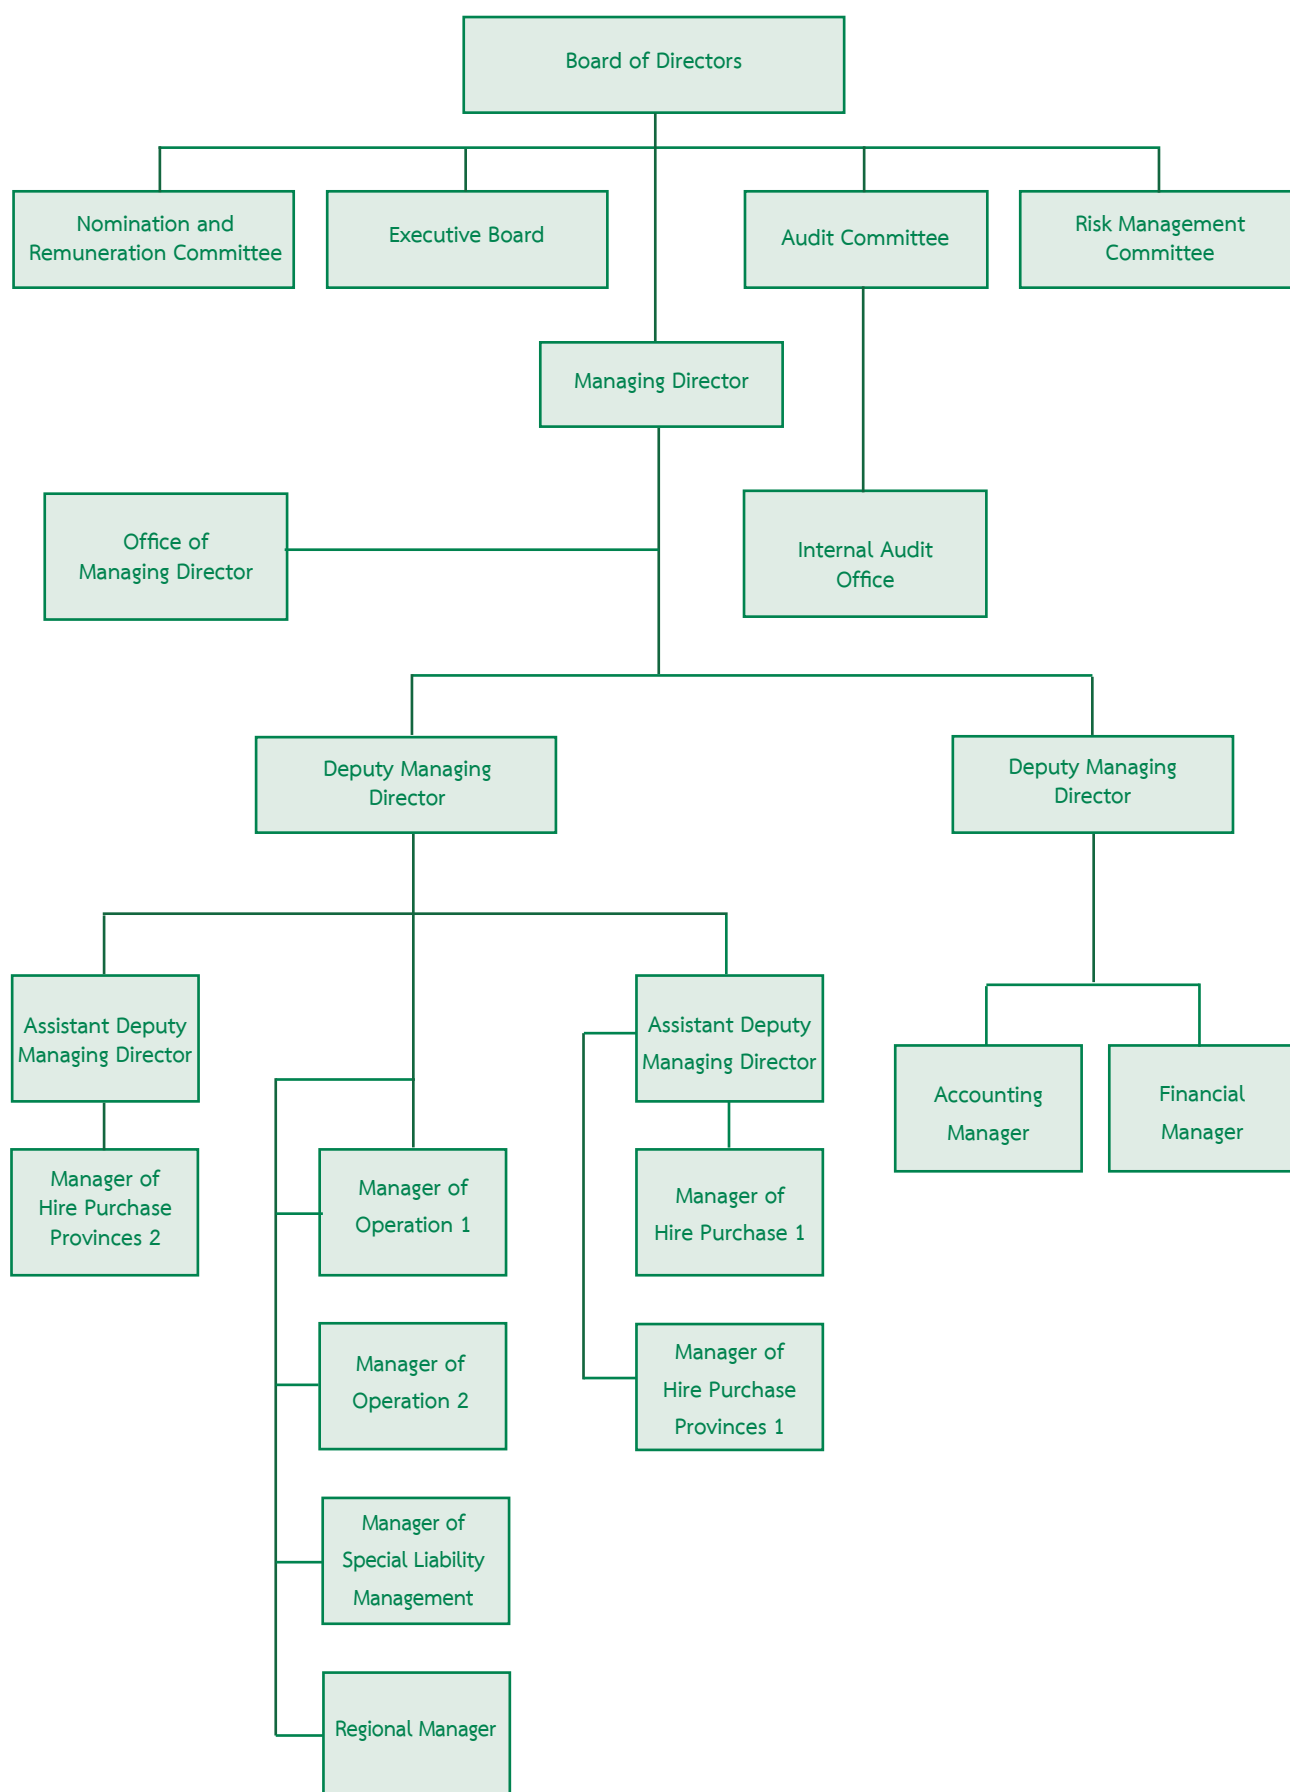 Board of Directors
Nomination and
Remuneration Committee
Executive Board
Audit Committee
Risk Management
Committee
Managing Director
Office of
Managing Director
Internal Audit
Office
Deputy Managing
Director
Deputy Managing
Director
Assistant Deputy
Managing Director
Assistant Deputy
Managing Director
Accounting
Manager
Financial
Manager
Manager of
Hire Purchase
Provinces 2
Manager of
Operation 1
Manager of
Hire Purchase 1
Manager of
Operation 2
Manager of
Hire Purchase
Provinces 1
Manager of
Special Liability
Management
Regional Manager